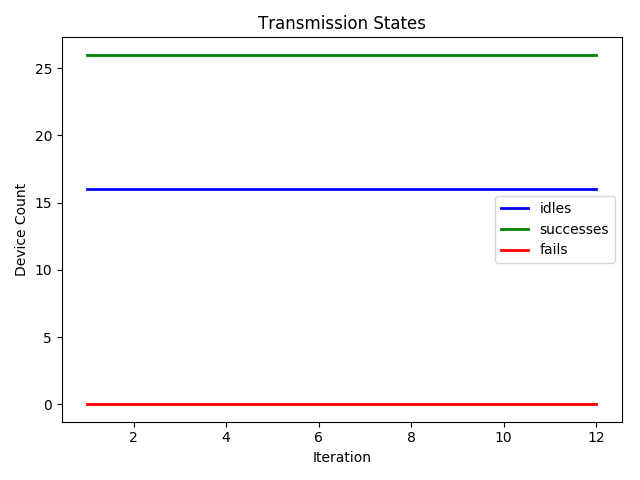 Transmission States
Device Count
25
20
15
10
5
0
idles
successes
fails
2 4 6 8 10 12
Iteration